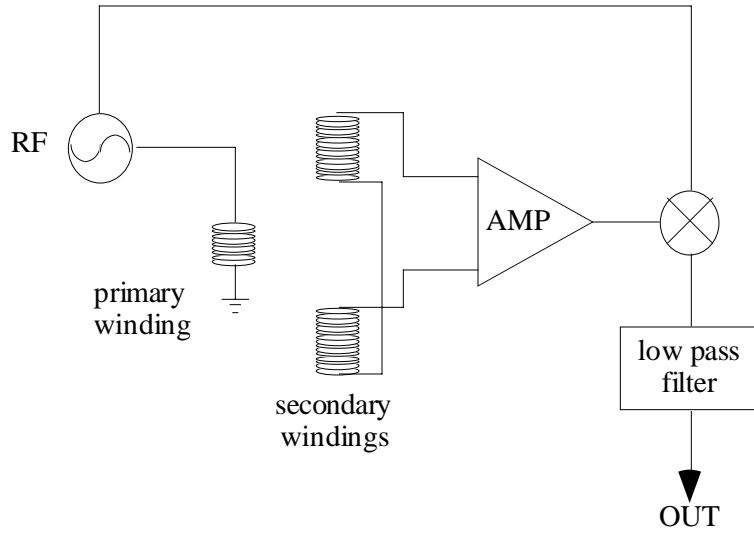 RF
AMP
primary
winding
low pass
filter
secondary
windings
OUT